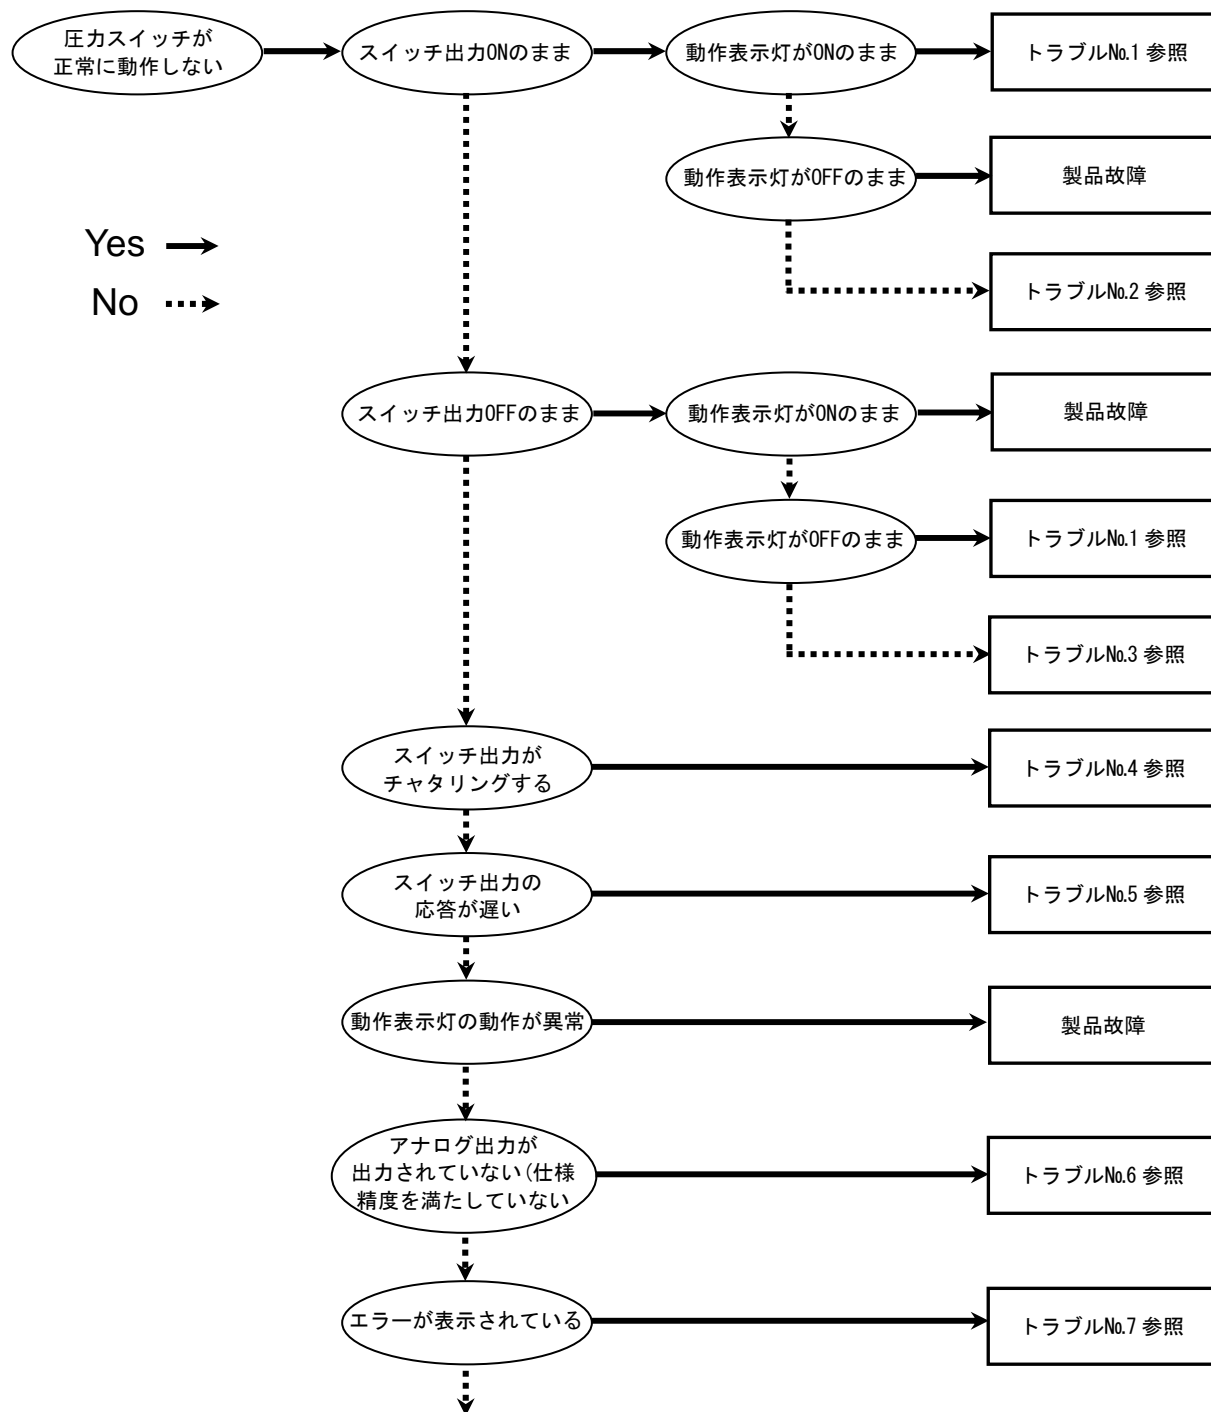 圧力スイッチが
正常に動作しない
スイッチ出力ONのまま
動作表示灯がONのまま
トラブル№1 参照
動作表示灯がOFFのまま
製品故障
Yes
No
トラブル№2 参照
スイッチ出力OFFのまま
動作表示灯がONのまま
製品故障
動作表示灯がOFFのまま
トラブル№1 参照
トラブル№3 参照
スイッチ出力が
チャタリングする
トラブル№4 参照
スイッチ出力の
応答が遅い
トラブル№5 参照
動作表示灯の動作が異常
製品故障
アナログ出力が
出力されていない(仕様
精度を満たしていない
トラブル№6 参照
エラーが表示されている
トラブル№7 参照